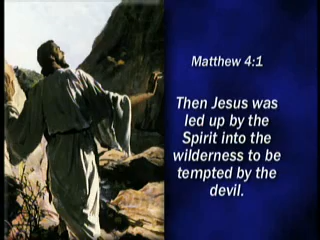 Matthew 4:1
Then Jesus was
led up by the
Spirit into the
wilderness to be
tempted by the
devil.